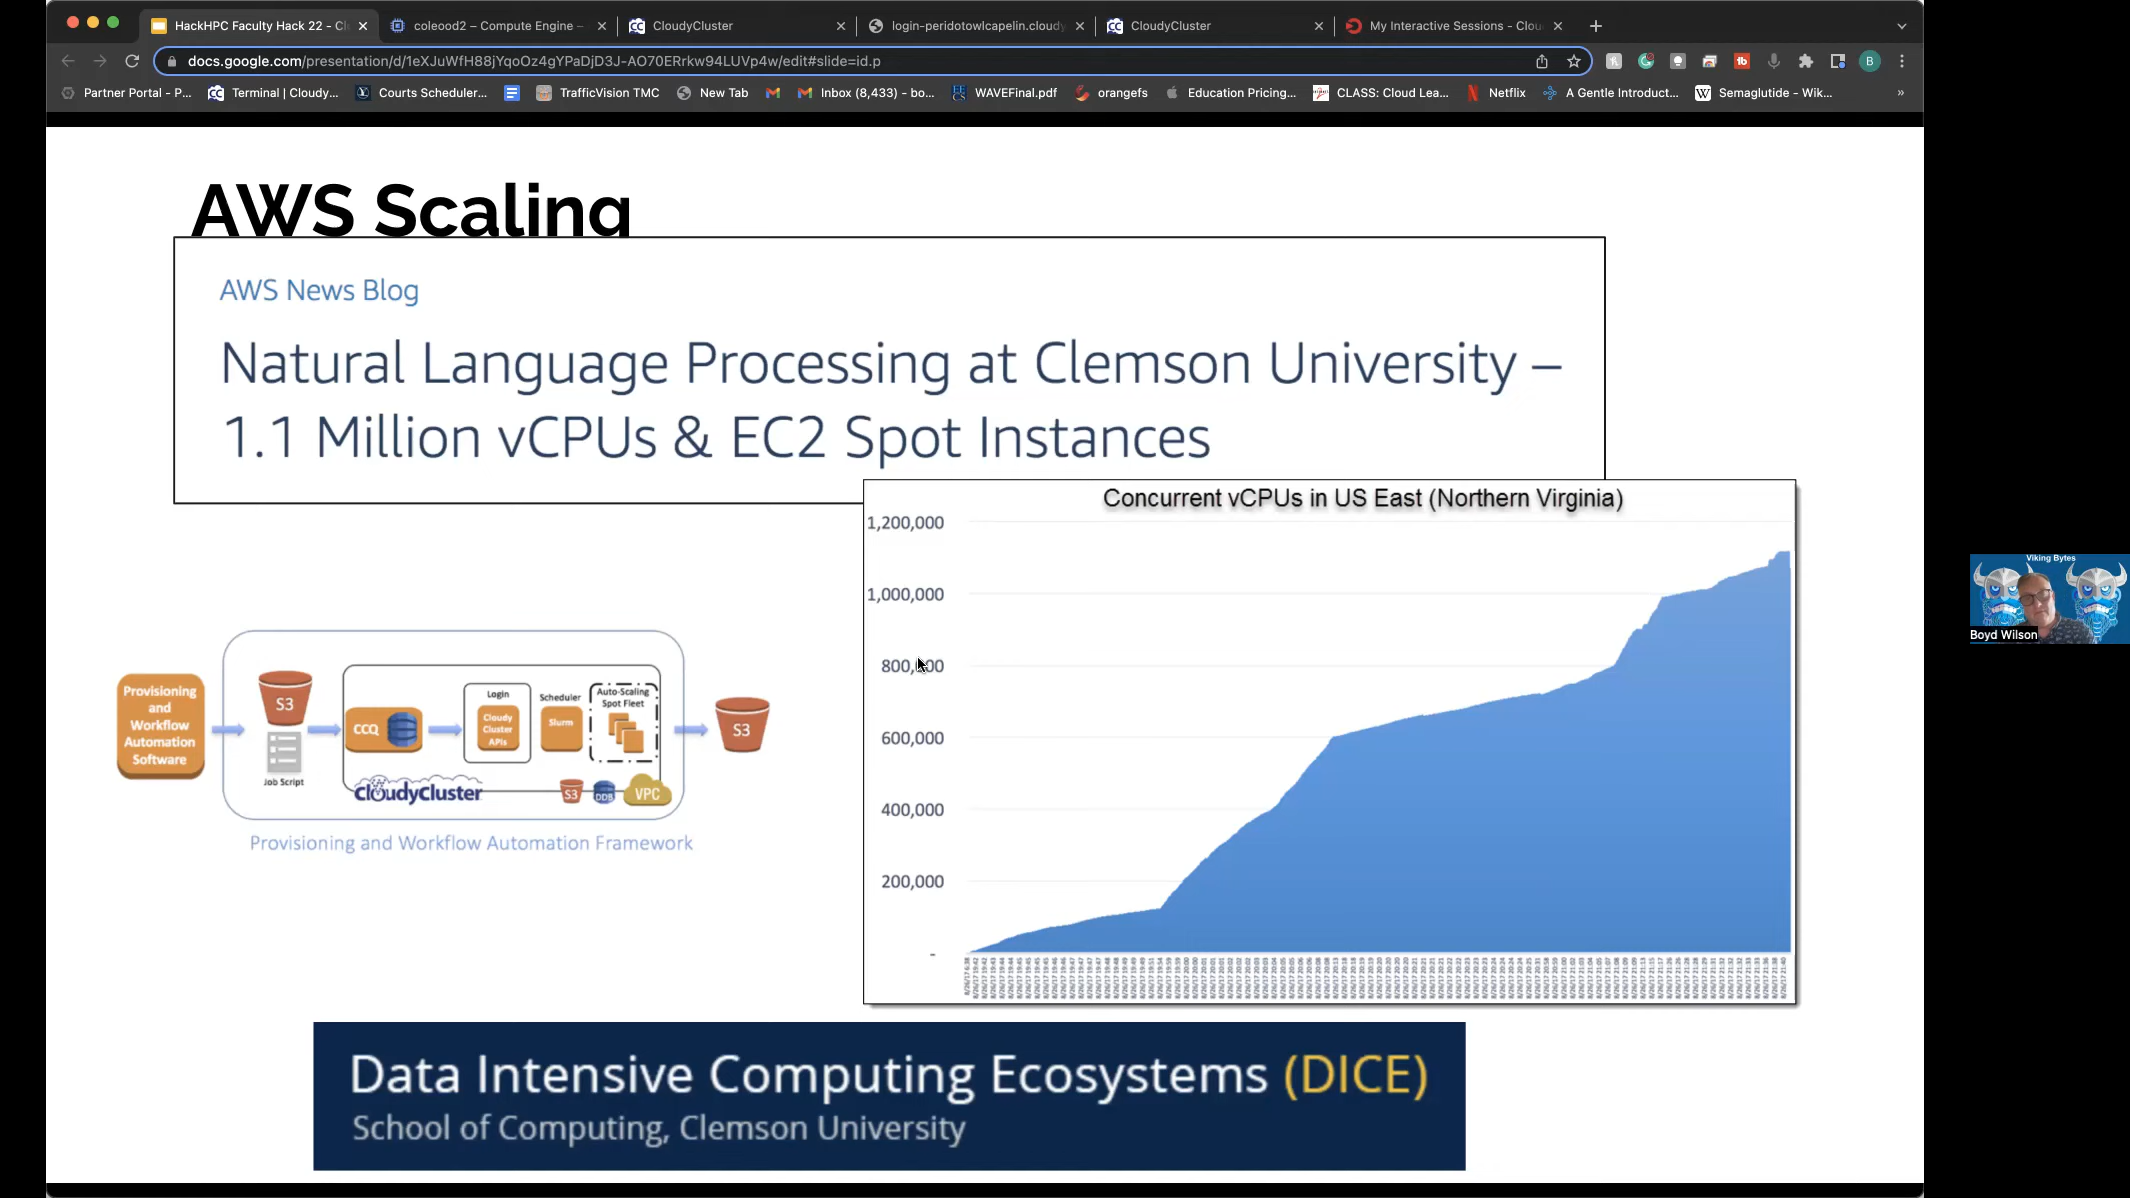 HackHPC Faculty Hack 22 - Cl
coleood2 – Compute Engine –
CloudyCluster
login-peridotowlcapelin.cloudy
CloudyCluster
My Interactive Sessions - Clou
docs.google.com/presentation/d/1eXJuWfH88jYqoOz4gYPaDjD3J-AO70ERrkw94LUVp4w/edit#slide=id.p
B
Partner Portal - P...
Terminal | Cloudy...
Courts Scheduler...
TrafficVision TMC
New Tab
Inbox (8,433) - bo...
WAVEFinal.pdf
orangefs
Education Pricing...
CLASS: Cloud Lea...
Netflix
A Gentle Introduct...
Semaglutide - Wik...
»
AWS Scaling
AWS News Blog
Natural Language Processing at Clemson University –
1.1 Million vCPUs & EC2 Spot Instances
Concurrent vCPUs in US East (Northern Virginia)
1,200,000
1,000,000
800,000
600,000
400,000
200,000
-
Provisioning
and
Workflow
Automation
Software
S3
Job Script
CCQ
Login
Cloudy
Cluster
APIs
Scheduler
Slurm
Auto-Scaling
Spot Fleet
CloudyCluster
S3
DDB
VPC
S3
Provisioning and Workflow Automation Framework
Data Intensive Computing Ecosystems (DICE)
School of Computing, Clemson University
Viking Bytes
Boyd Wilson